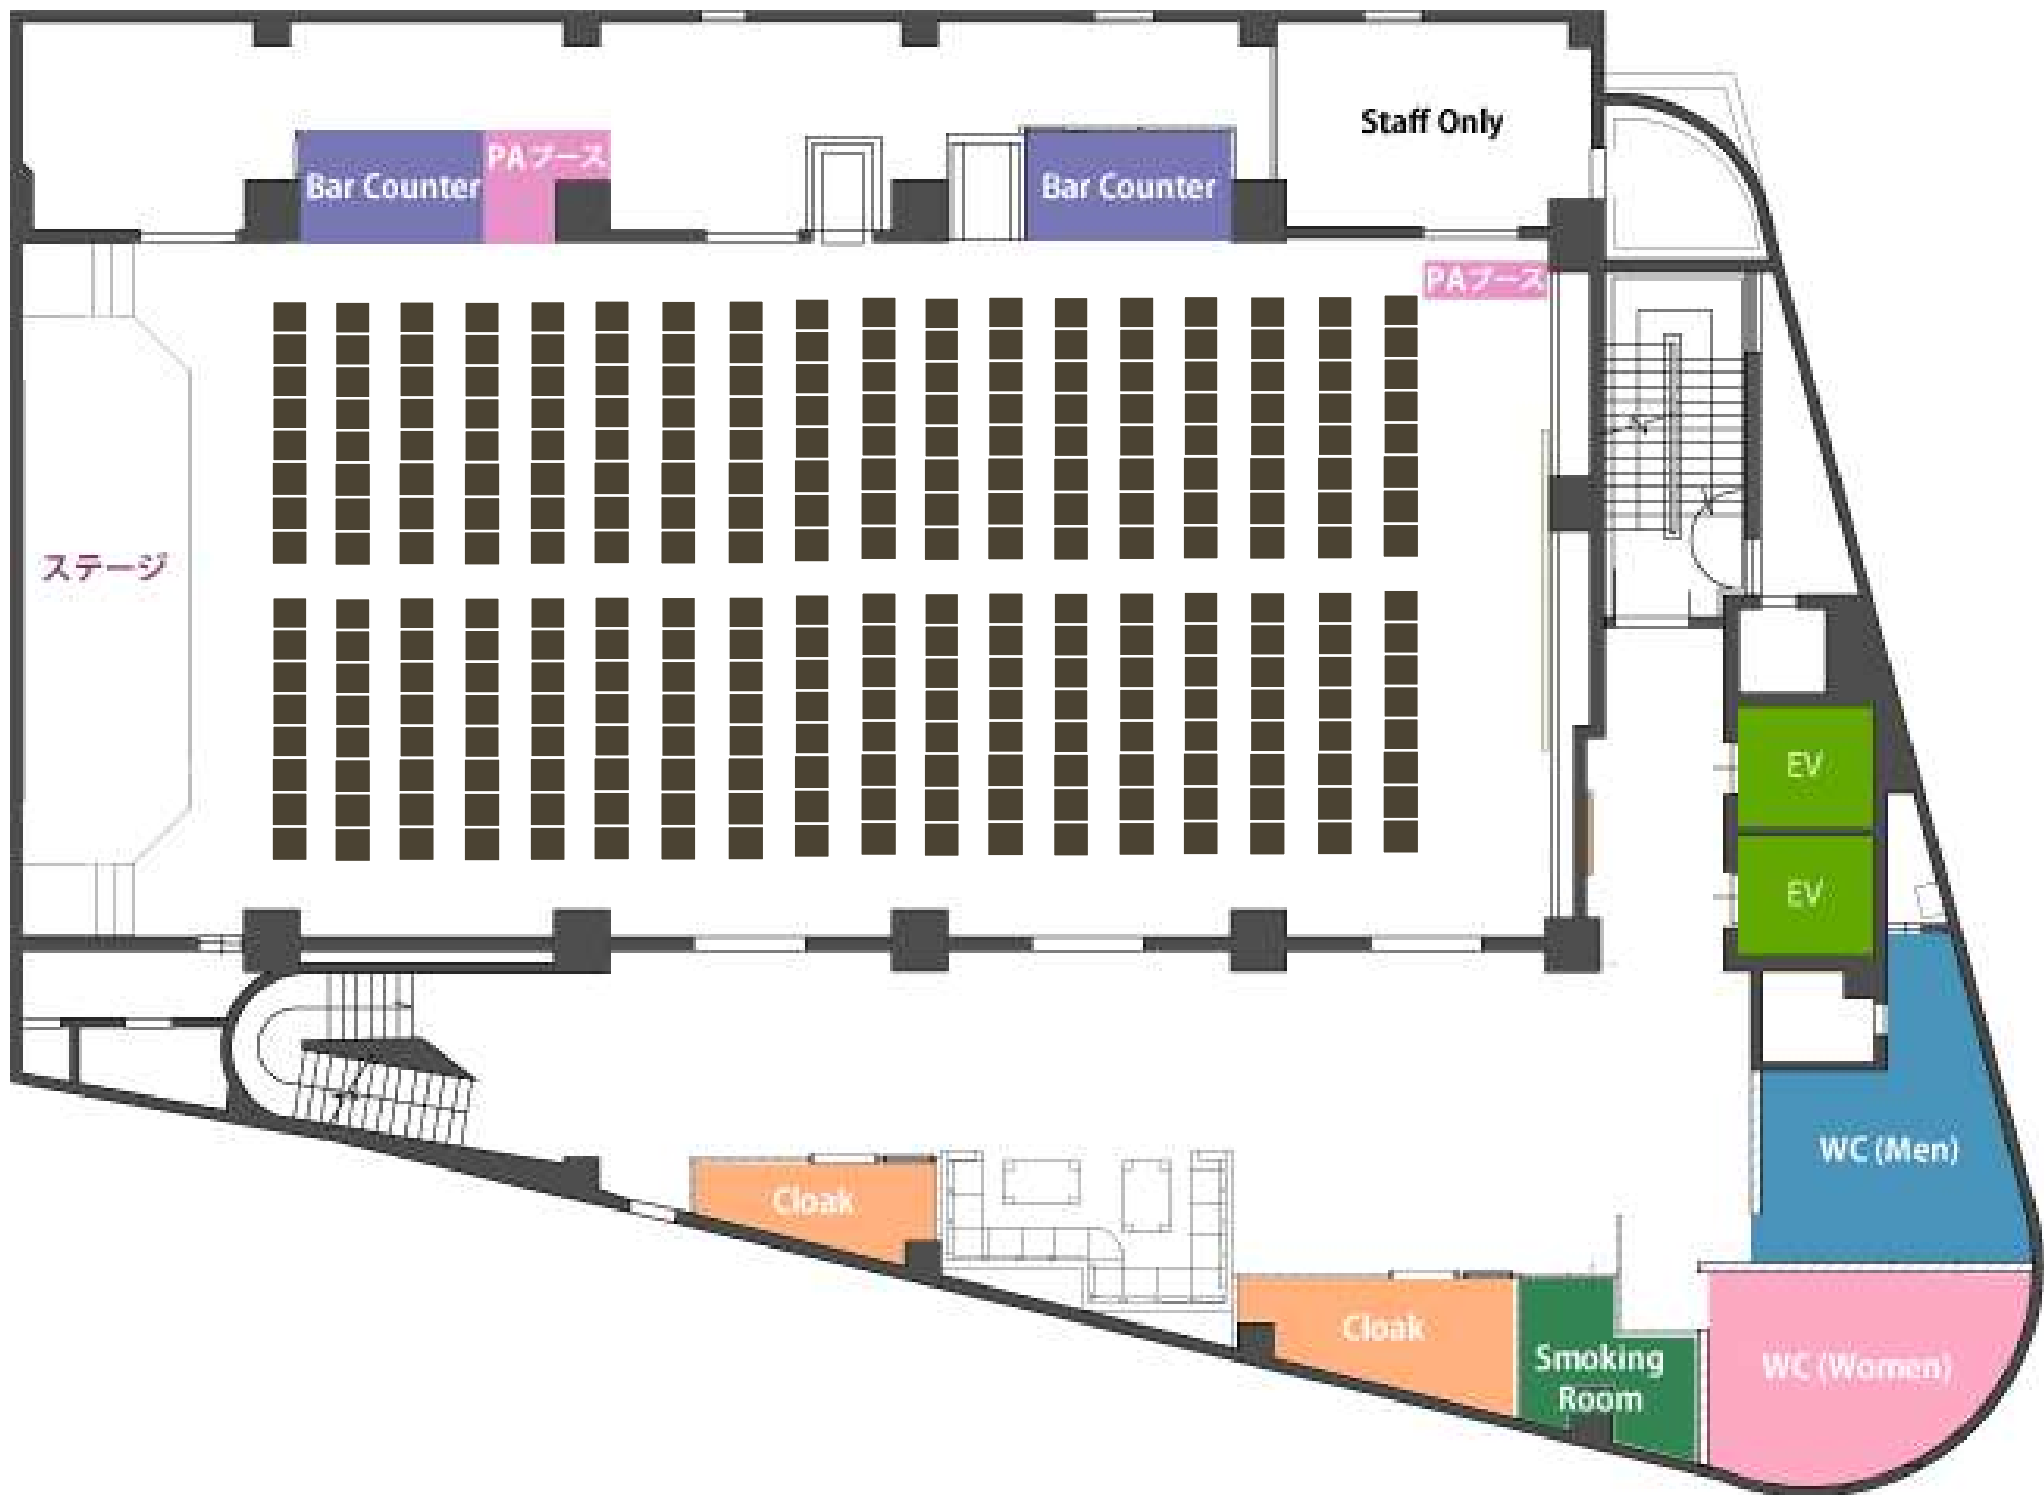 Staff Only
PAブース
Bar Counter
Bar Counter
PAブース
ステージ
EV
EV
WC (Men)
Cloak
Cloak
Smoking
Room
WC (Women)